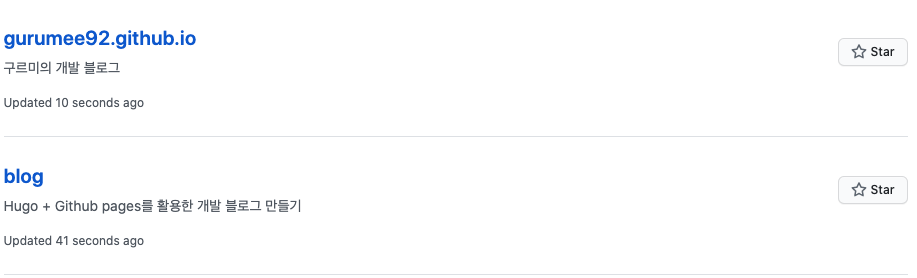 gurumee92.github.io
Star
구르미의 개발 블로그
Updated 10 seconds ago
blog
Star
Hugo + Github pages를 활용한 개발 블로그 만들기
Updated 41 seconds ago